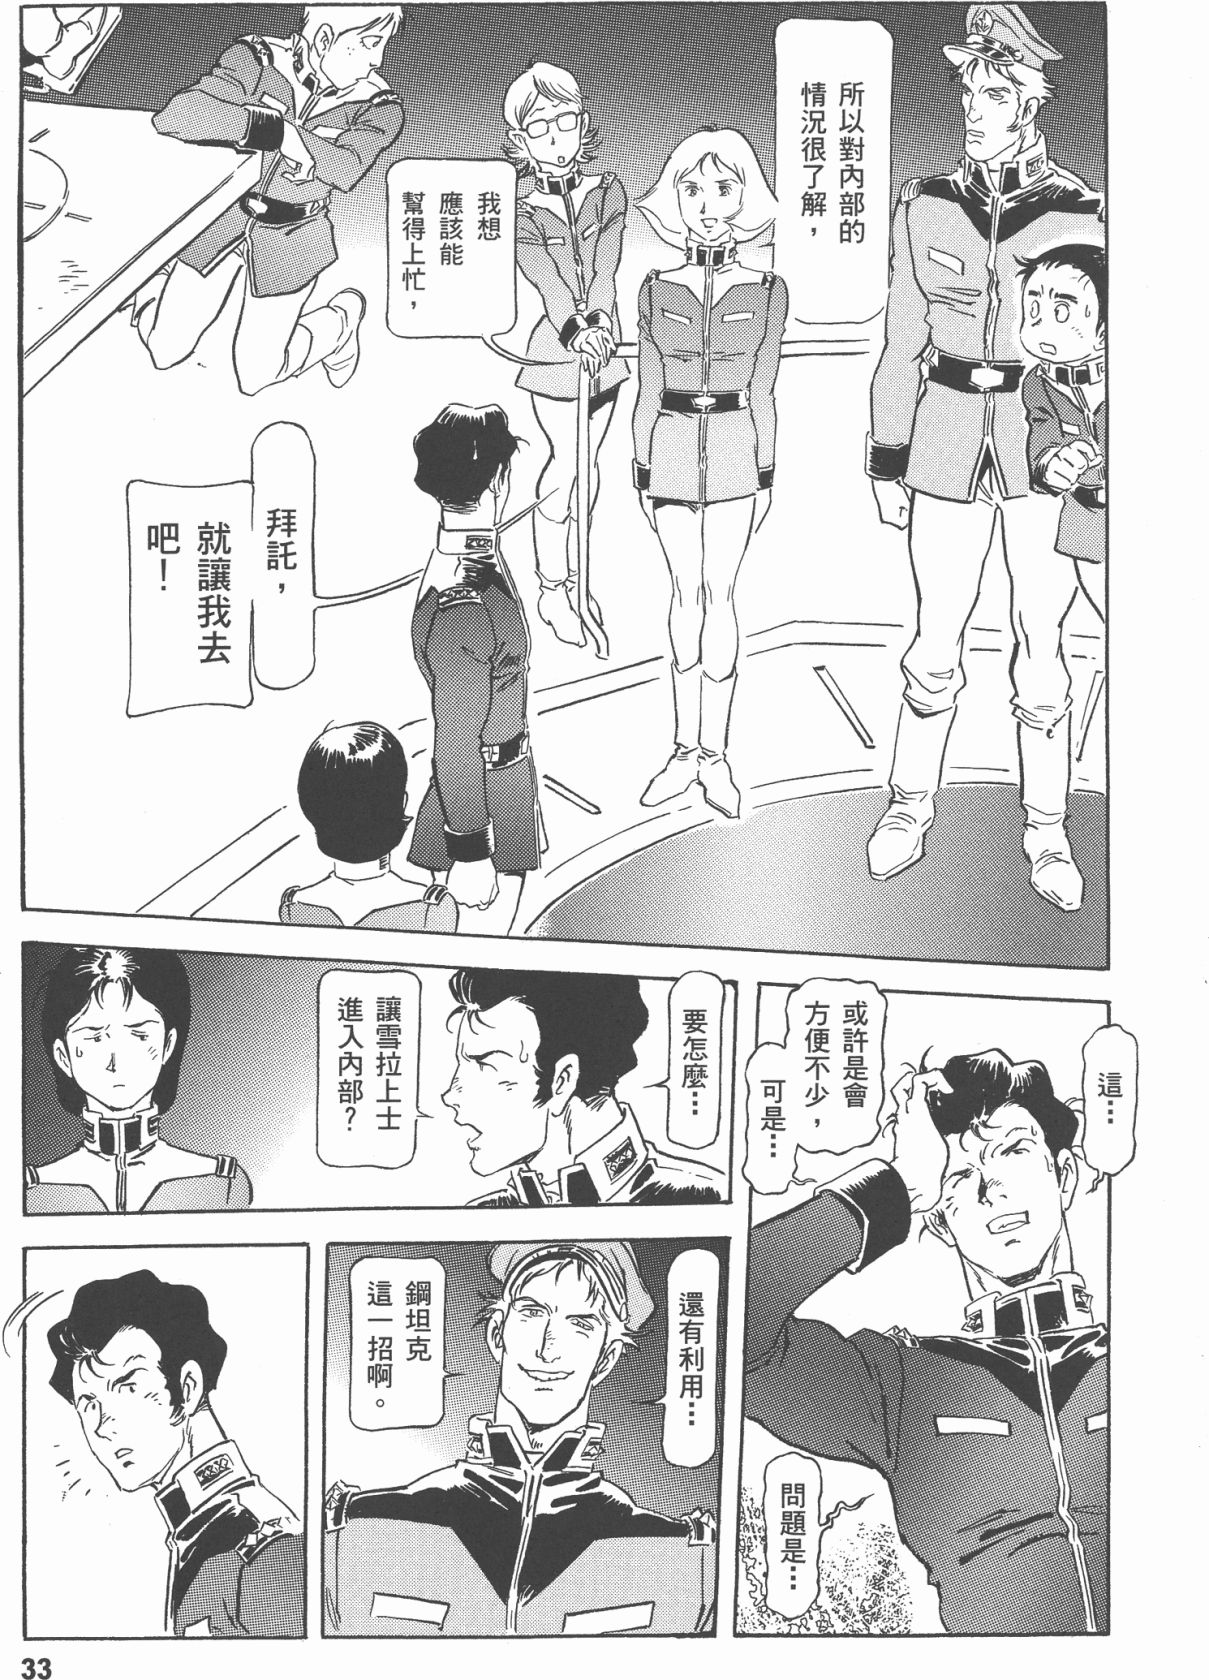 所以對內部的
情況很了解，
我想
應該能
幫得上忙，
拜託，
就讓我去
吧！
這…
或許是會
方便不少，
可是…
問題是…
要怎麼…
讓雪拉上士
進入內部？
還有利用…
鋼坦克
這一招啊。
33